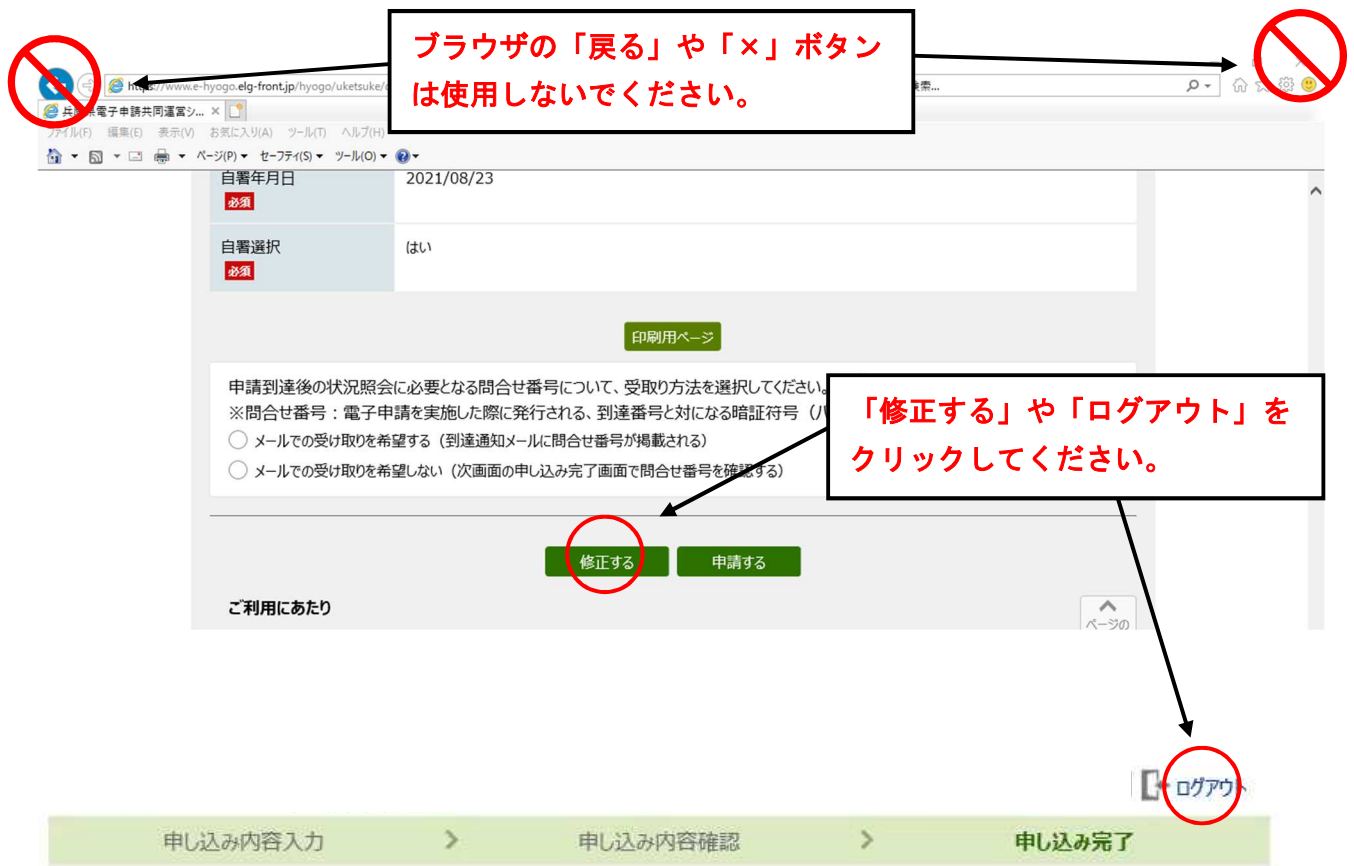 ブラウザの「戻る」や「×」ボタン
は使用しないでください。
https://www.e-hyogo.elg-front.jp/hyogo/uketsuke/
索...
兵庫県電子申請共同運営シ... ×
ファイル(F) 編集(E) 表示(V) お気に入り(A) ツール(T) ヘルプ(H)
ページ(P) セーフティ(S) ツール(O)
自署年月日
2021/08/23
必須
自署選択
はい
必須
印刷用ページ
申請到達後の状況照会に必要となる問合せ番号について、受取り方法を選択してください。
※問合せ番号：電子申請を実施した際に発行される、到達番号と対になる暗証符号（パ
メールでの受け取りを希望する（到達通知メールに問合せ番号が掲載される）
メールでの受け取りを希望しない（次画面の申し込み完了画面で問合せ番号を確認する）
「修正する」や「ログアウト」を
クリックしてください。
修正する
申請する
ご利用にあたり
ページの
ログアウト
申し込み内容入力 > 申し込み内容確認 > 申し込み完了